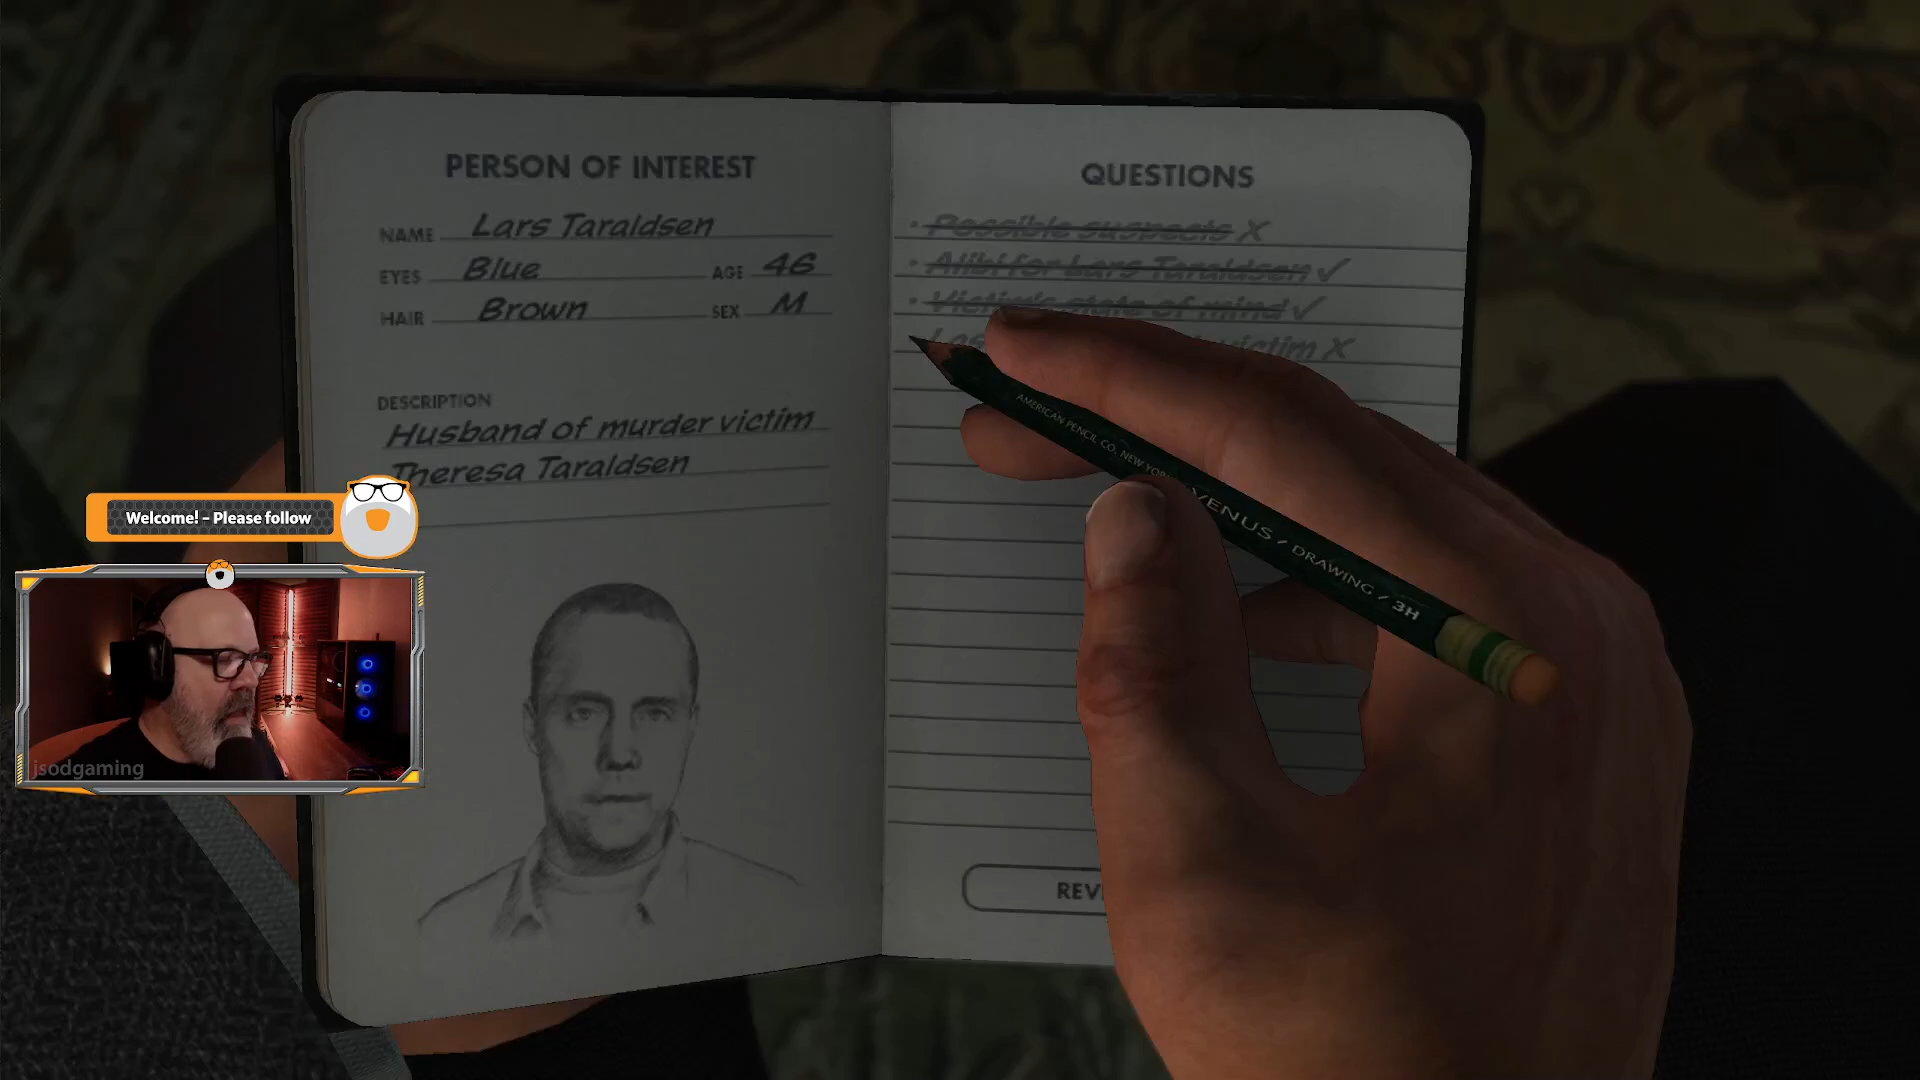 PERSON OF INTEREST
NAME Lars Taraldsen
EYES Blue AGE 46
HAIR Brown SEX M
DESCRIPTION
Husband of murder victim
Theresa Taraldsen
QUESTIONS
• Possible suspects X
• Alibi for Lars Taraldsen ✓
• Victim's state of mind ✓
victim X
REV
AMERICAN PENCIL CO. NEW YORK VENUS / DRAWING / 3H
Welcome! - Please follow
jsodgaming